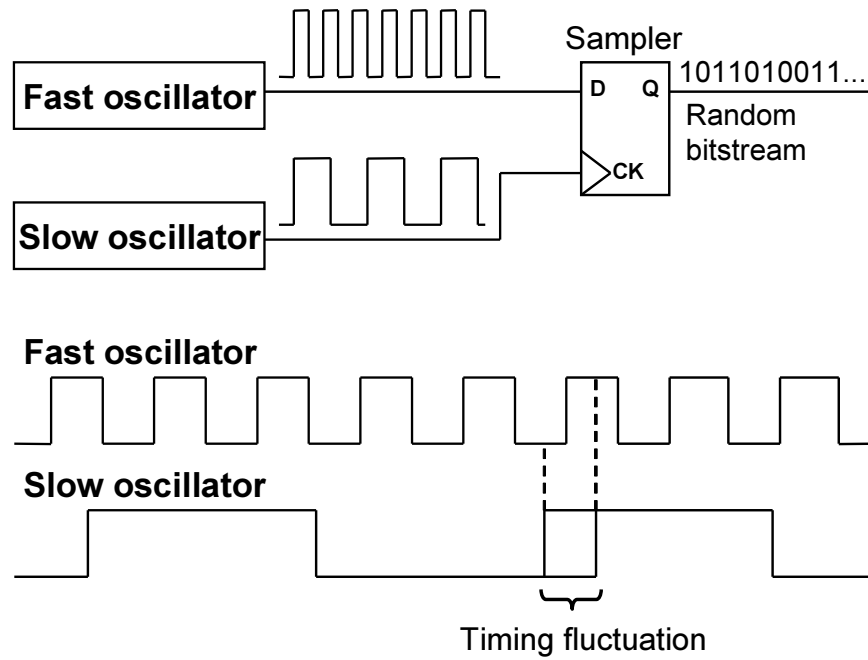 Sampler
1011010011...
Fast oscillator
D Q
Random
bitstream
CK
Slow oscillator
Fast oscillator
Slow oscillator
Timing fluctuation